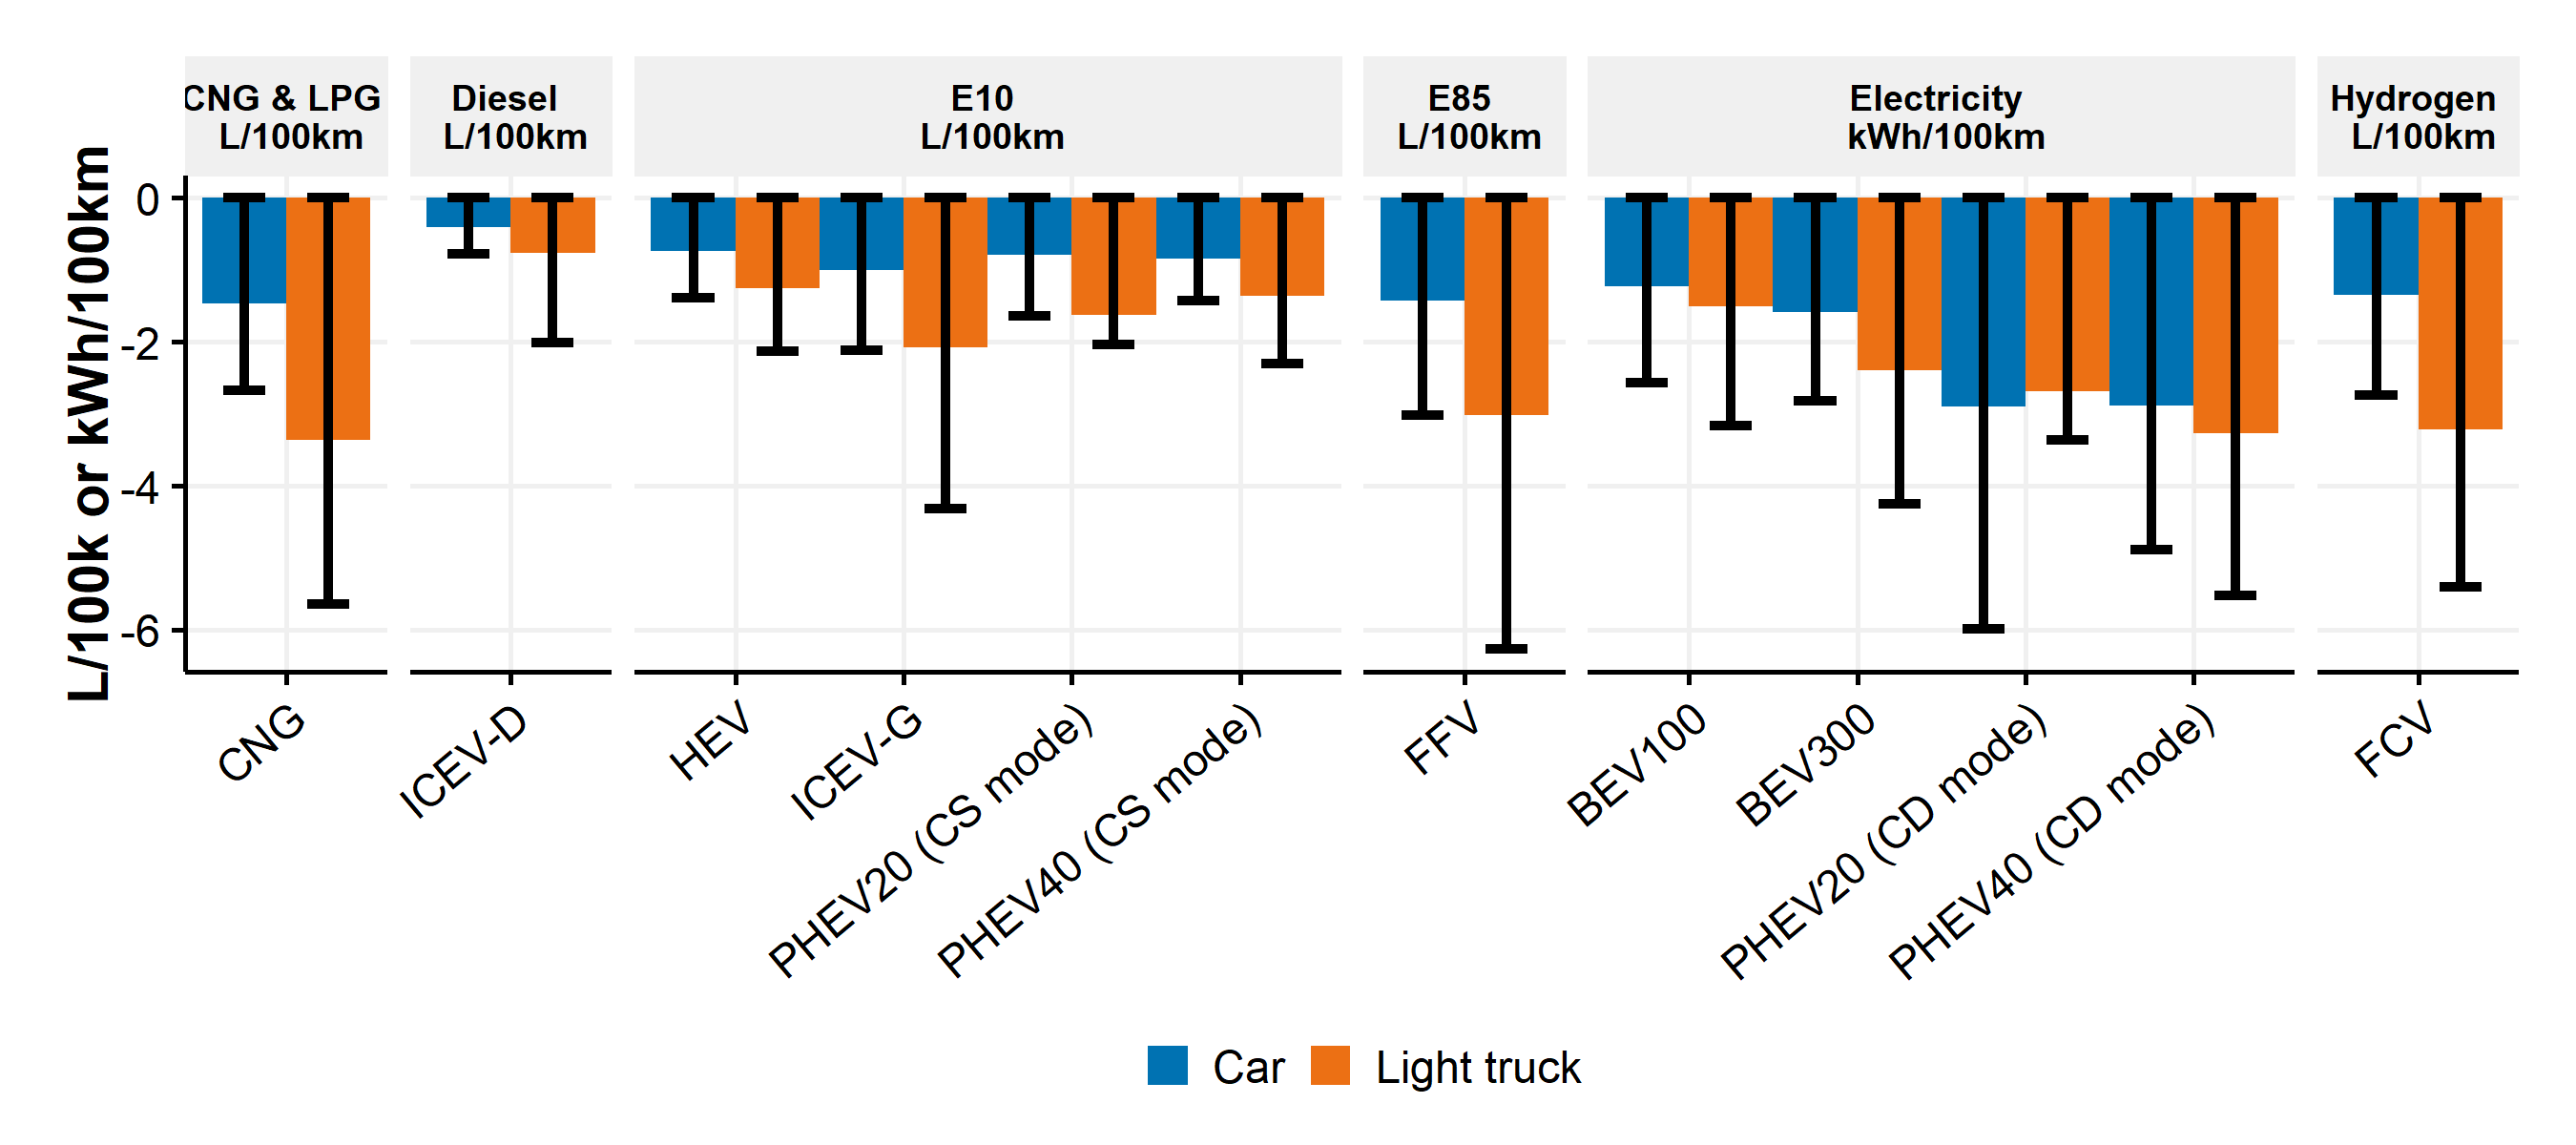 CNG & LPG
L/100km
Diesel
L/100km
E10
L/100km
E85
L/100km
Electricity
kWh/100km
Hydrogen
L/100km
L/100k or kWh/100km
0
-2
-4
-6
CNG
ICEV-D
HEV
ICEV-G
PHEV20 (CS mode)
PHEV40 (CS mode)
FFV
BEV100
BEV300
PHEV20 (CD mode)
PHEV40 (CD mode)
FCV
Car
Light truck